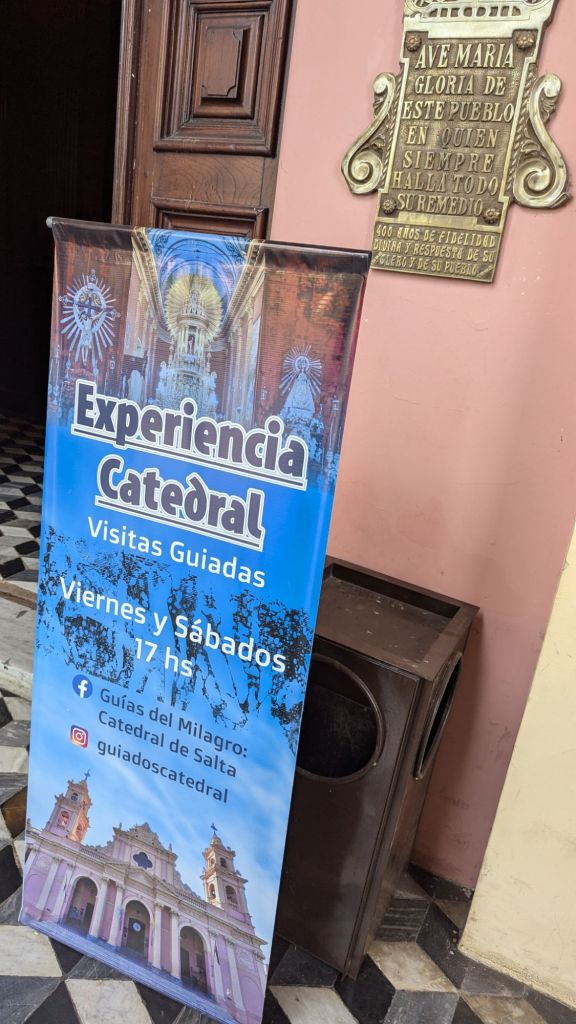 AVE MARIA
GLORIA DE
ESTE PUEBLO
EN QUIEN
SIEMPRE
HALLA TODO
SU REMEDIO
400 AÑOS DE FIDELIDAD
DIVINA Y RESPUESTA DE SU
CLERO Y DE SU PUEBLO
Experiencia
Catedral
Visitas Guiadas
Viernes y Sábados
17 hs
Guías del Milagro:
Catedral de Salta
guiadoscatedral